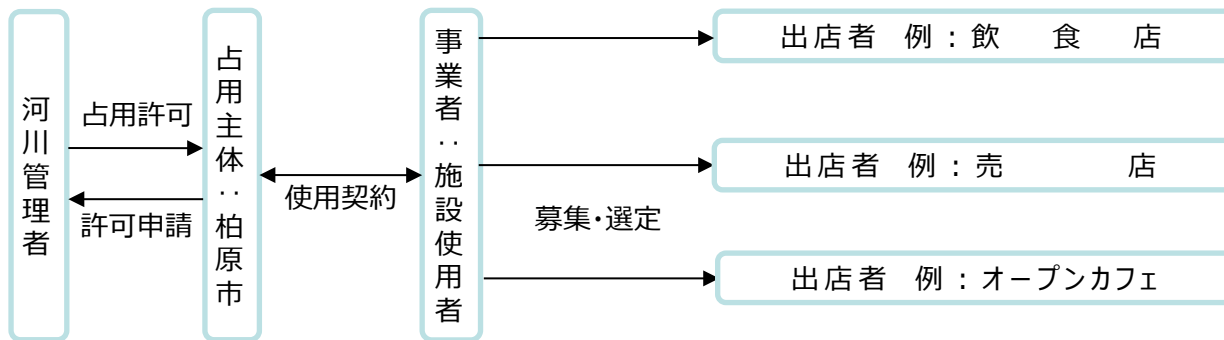 河川管理者
占用許可
許可申請
占用主体：柏原市
使用契約
事業者：施設使用者
募集・選定
出店者 例：飲 食 店
出店者 例：売 店
出店者 例：オープンカフェ